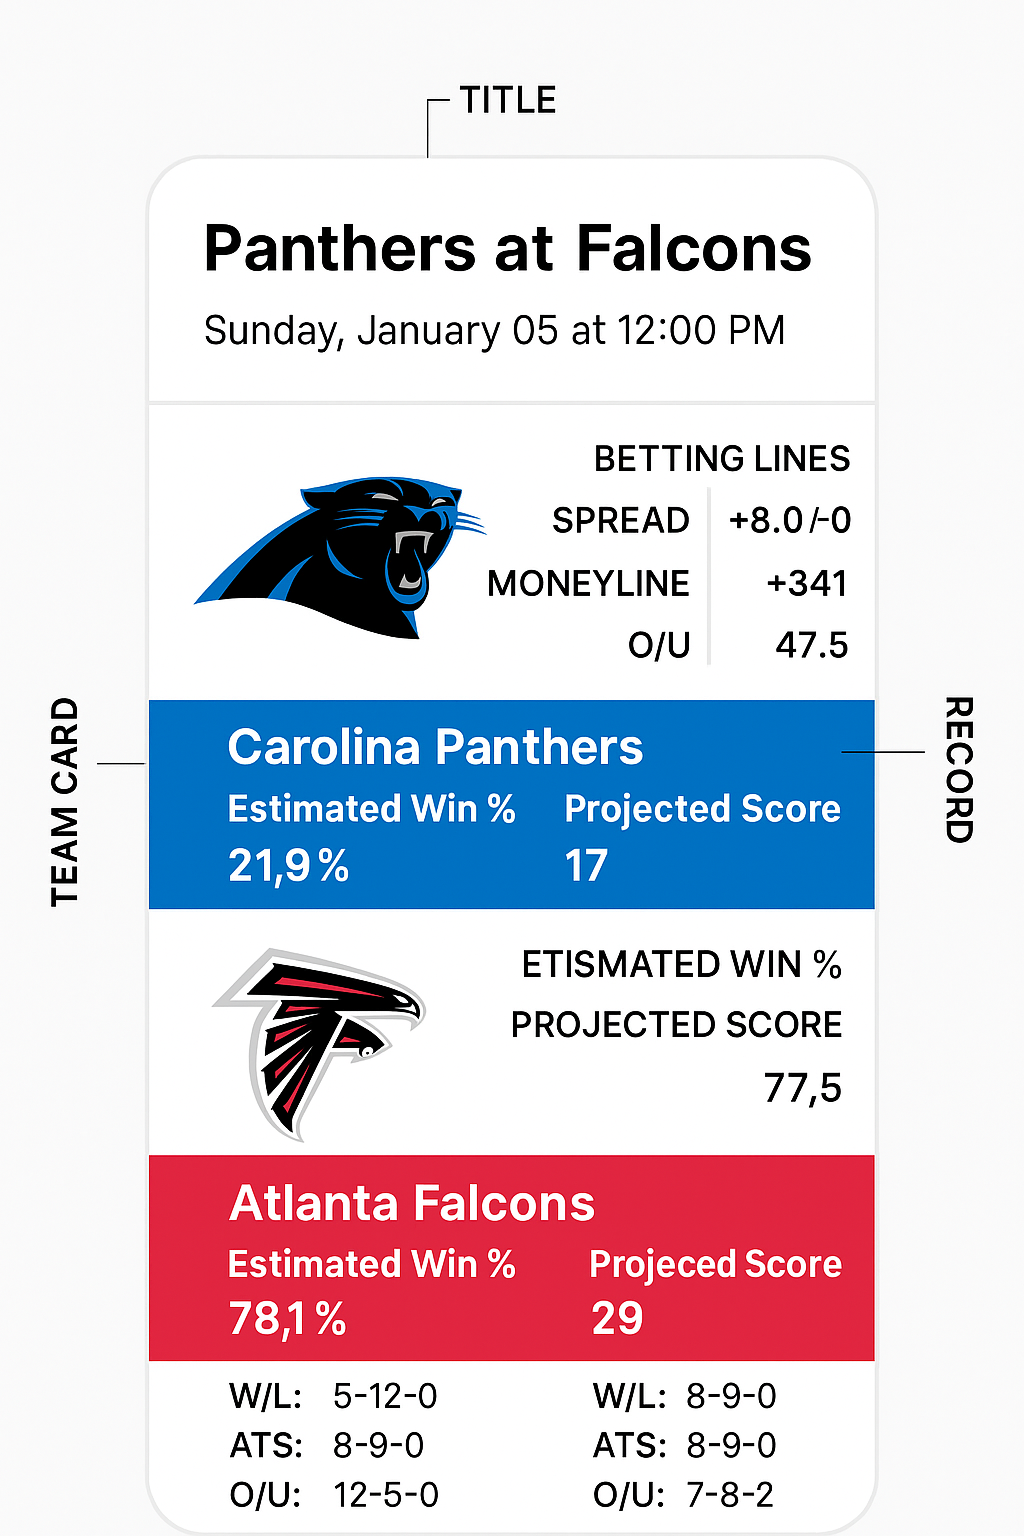 TITLE
Panthers at Falcons
Sunday, January 05 at 12:00 PM
BETTING LINES
SPREAD +8.0/-0
MONEYLINE +341
O/U 47.5
TEAM CARD
RECORD
Carolina Panthers
Estimated Win % Projected Score
21,9% 17
ETISMATED WIN %
PROJECTED SCORE
77,5
Atlanta Falcons
Estimated Win % Projeced Score
78,1% 29
W/L: 5-12-0 W/L: 8-9-0
ATS: 8-9-0 ATS: 8-9-0
O/U: 12-5-0 O/U: 7-8-2